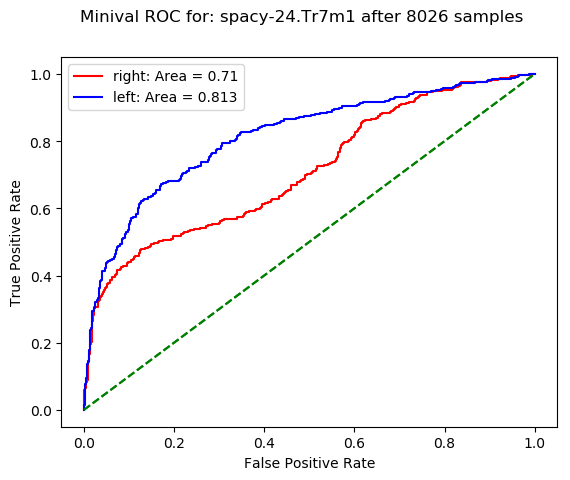 Minival ROC for: spacy-24.Tr7m1 after 8026 samples
right: Area = 0.71
left: Area = 0.813
True Positive Rate
1.0
0.8
0.6
0.4
0.2
0.0
0.0 0.2 0.4 0.6 0.8 1.0
False Positive Rate